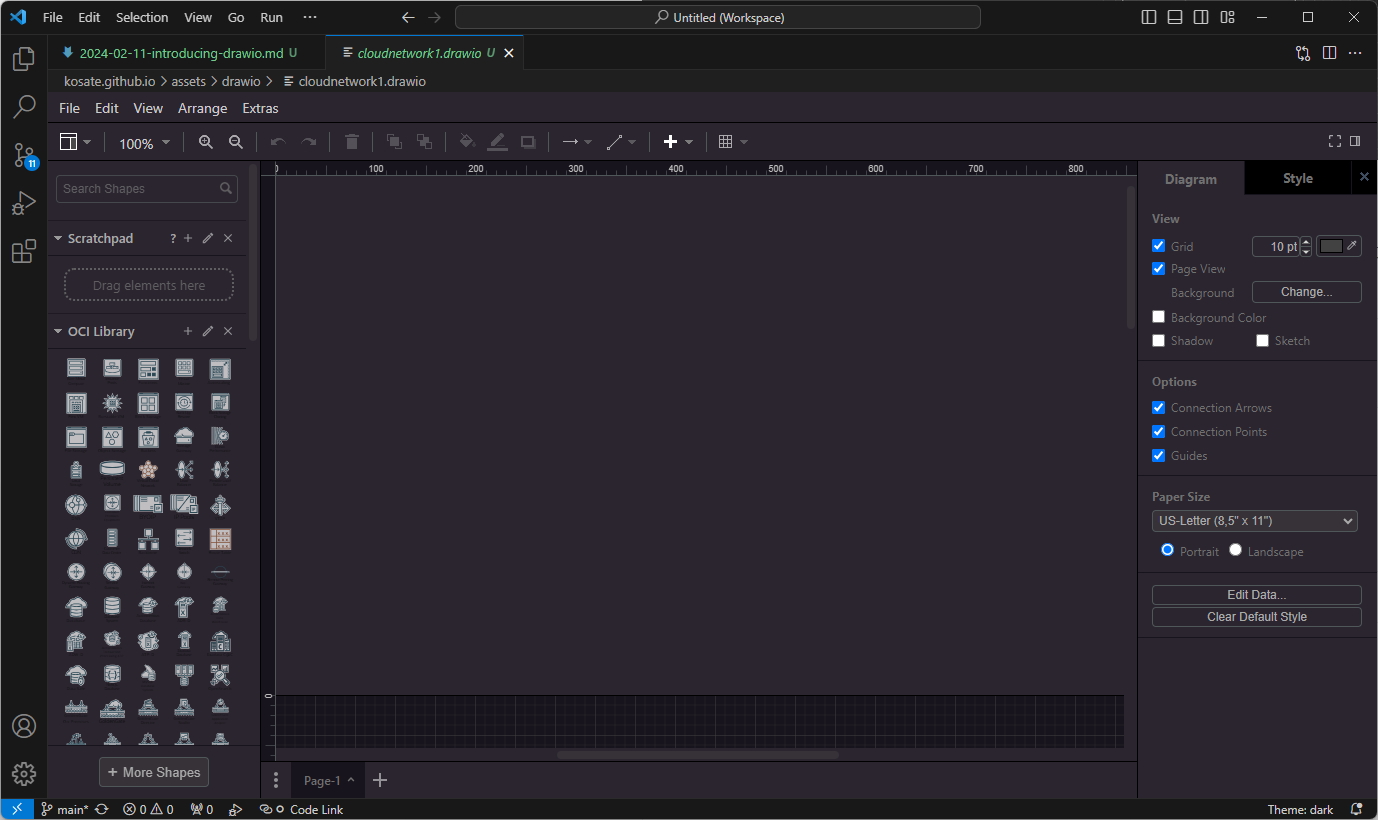 File Edit Selection View Go Run ··· Untitled (Workspace)
2024-02-11-introducing-drawio.md U cloudnetwork1.drawio U
kosate.github.io > assets > drawio > cloudnetwork1.drawio
File Edit View Arrange Extras
100%
Search Shapes
Scratchpad ?
Drag elements here
OCI Library
More Shapes
0 100 200 300 400 500 600 700 800
0
Page-1
Diagram Style
View
Grid 10 pt
Page View
Background Change...
Background Color
Shadow Sketch
Options
Connection Arrows
Connection Points
Guides
Paper Size
US-Letter (8,5" x 11")
Portrait Landscape
Edit Data...
Clear Default Style
11
main* 0 0 0 Code Link Theme: dark